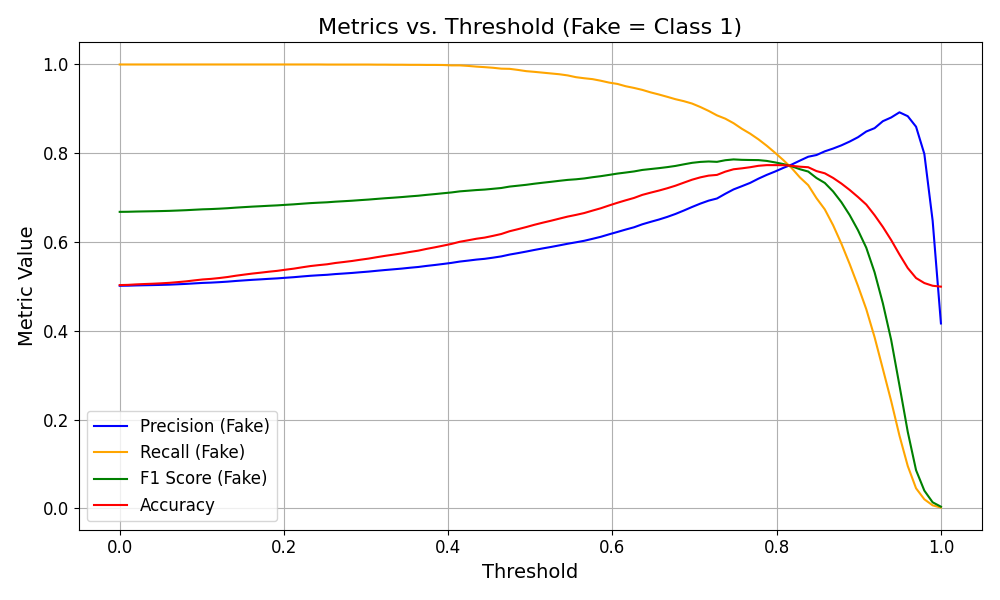 Metrics vs. Threshold (Fake = Class 1)
Metric Value
1.0
0.8
0.6
0.4
0.2
0.0
Precision (Fake)
Recall (Fake)
F1 Score (Fake)
Accuracy
0.0 0.2 0.4 0.6 0.8 1.0
Threshold